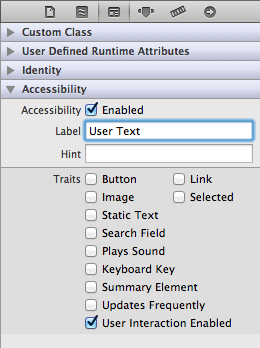 Custom Class
User Defined Runtime Attributes
Identity
Accessibility
Accessibility Enabled
Label User Text
Hint
Traits Button Link
Image Selected
Static Text
Search Field
Plays Sound
Keyboard Key
Summary Element
Updates Frequently
User Interaction Enabled